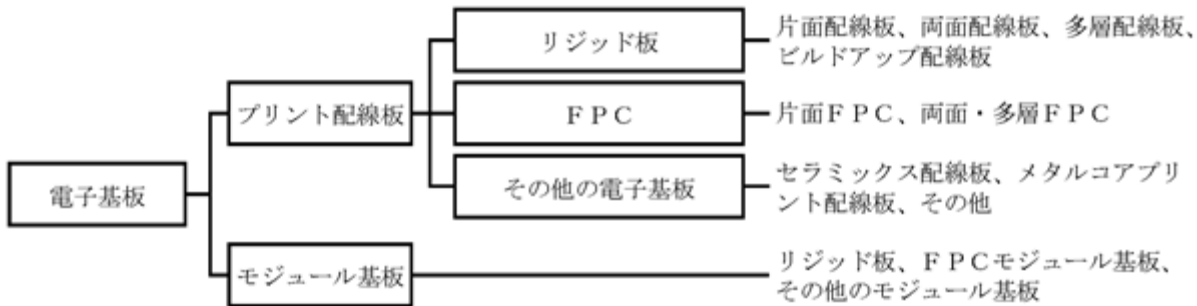 電子基板
プリント配線板
リジッド板
片面配線板、両面配線板、多層配線板、
ビルドアップ配線板
ＦＰＣ
片面ＦＰＣ、両面・多層ＦＰＣ
その他の電子基板
セラミックス配線板、メタルコアプリ
ント配線板、その他
モジュール基板
リジッド板、ＦＰＣモジュール基板、
その他のモジュール基板